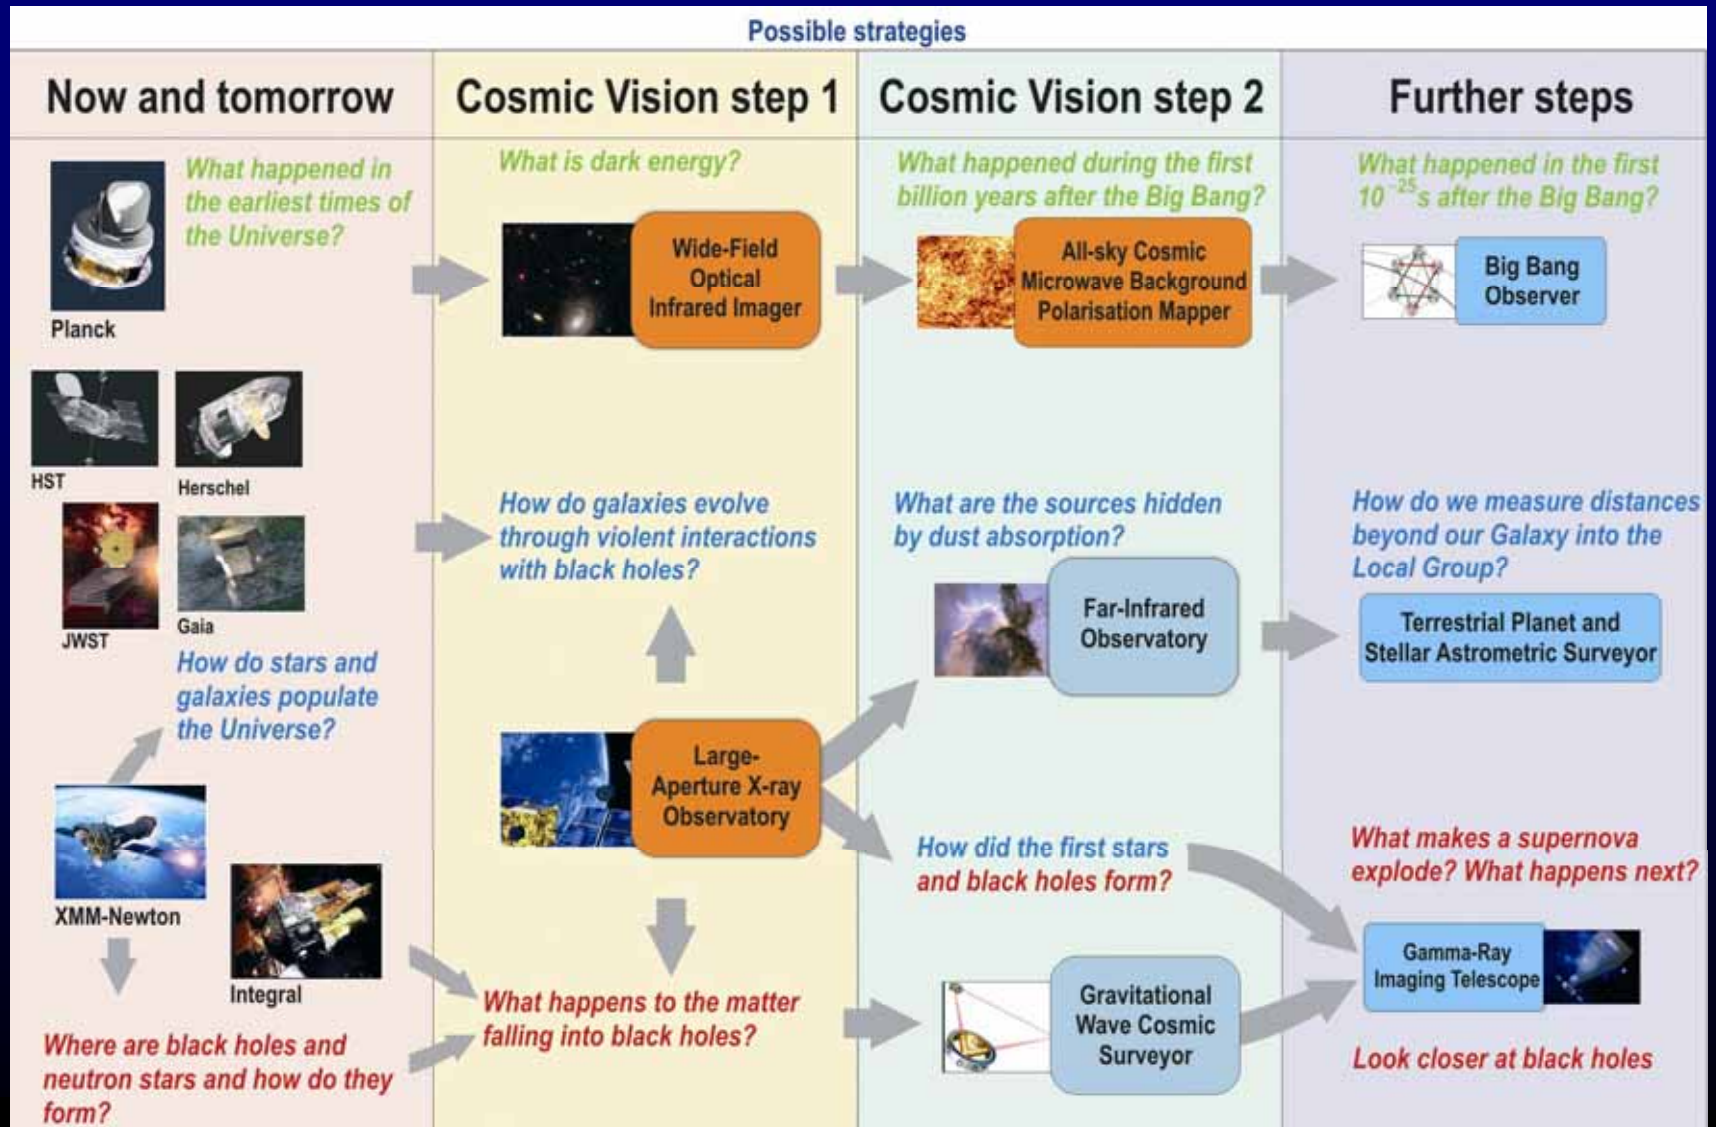 Possible strategies
Now and tomorrow
What happened in
the earliest times of
the Universe?
Planck
HST
Herschel
JWST
Gaia
How do stars and
galaxies populate
the Universe?
XMM-Newton
Integral
Where are black holes and
neutron stars and how do they
form?
Cosmic Vision step 1
What is dark energy?
Wide-Field
Optical
Infrared Imager
How do galaxies evolve
through violent interactions
with black holes?
Large-
Aperture X-ray
Observatory
What happens to the matter
falling into black holes?
Cosmic Vision step 2
What happened during the first
billion years after the Big Bang?
All-sky Cosmic
Microwave Background
Polarisation Mapper
What are the sources hidden
by dust absorption?
Far-Infrared
Observatory
How did the first stars
and black holes form?
Gravitational
Wave Cosmic
Surveyor
Further steps
What happened in the first
10⁻²⁵s after the Big Bang?
Big Bang
Observer
How do we measure distances
beyond our Galaxy into the
Local Group?
Terrestrial Planet and
Stellar Astrometric Surveyor
What makes a supernova
explode? What happens next?
Gamma-Ray
Imaging Telescope
Look closer at black holes